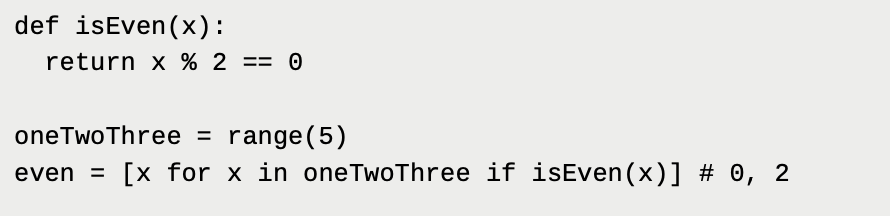 def isEven(x):
  return x % 2 == 0

oneTwoThree = range(5)
even = [x for x in oneTwoThree if isEven(x)] # 0, 2